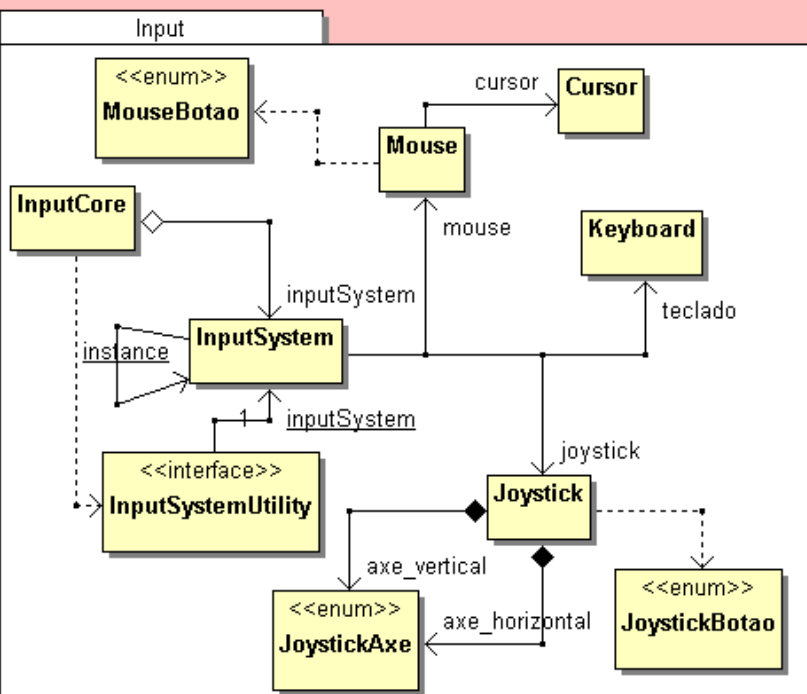 Input
<<enum>>
MouseBotao
cursor
Cursor
Mouse
InputCore
mouse
Keyboard
inputSystem
teclado
InputSystem
instance
1
inputSystem
<<interface>>
InputSystemUtility
joystick
Joystick
axe_vertical
<<enum>>
JoystickAxe
axe_horizontal
<<enum>>
JoystickBotao